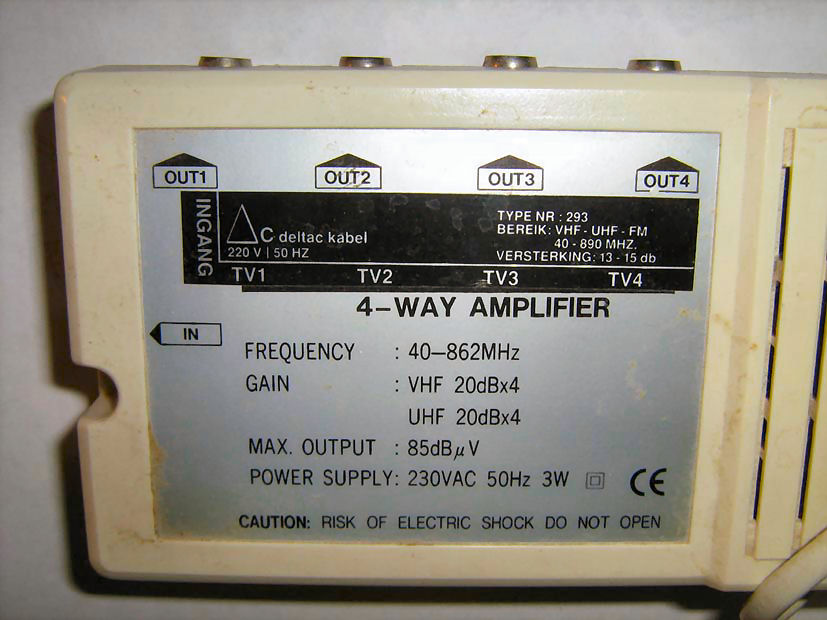 OUT1 OUT2 OUT3 OUT4
INGANG
C deltac kabel
220 V | 50 HZ
TYPE NR : 293
BEREIK: VHF - UHF - FM
40 - 890 MHZ.
VERSTERKING: 13 - 15 db
TV1 TV2 TV3 TV4
4-WAY AMPLIFIER
IN
FREQUENCY : 40-862MHz
GAIN : VHF 20dBx4
UHF 20dBx4
MAX. OUTPUT : 85dBμV
POWER SUPPLY: 230VAC 50Hz 3W CE
CAUTION: RISK OF ELECTRIC SHOCK DO NOT OPEN